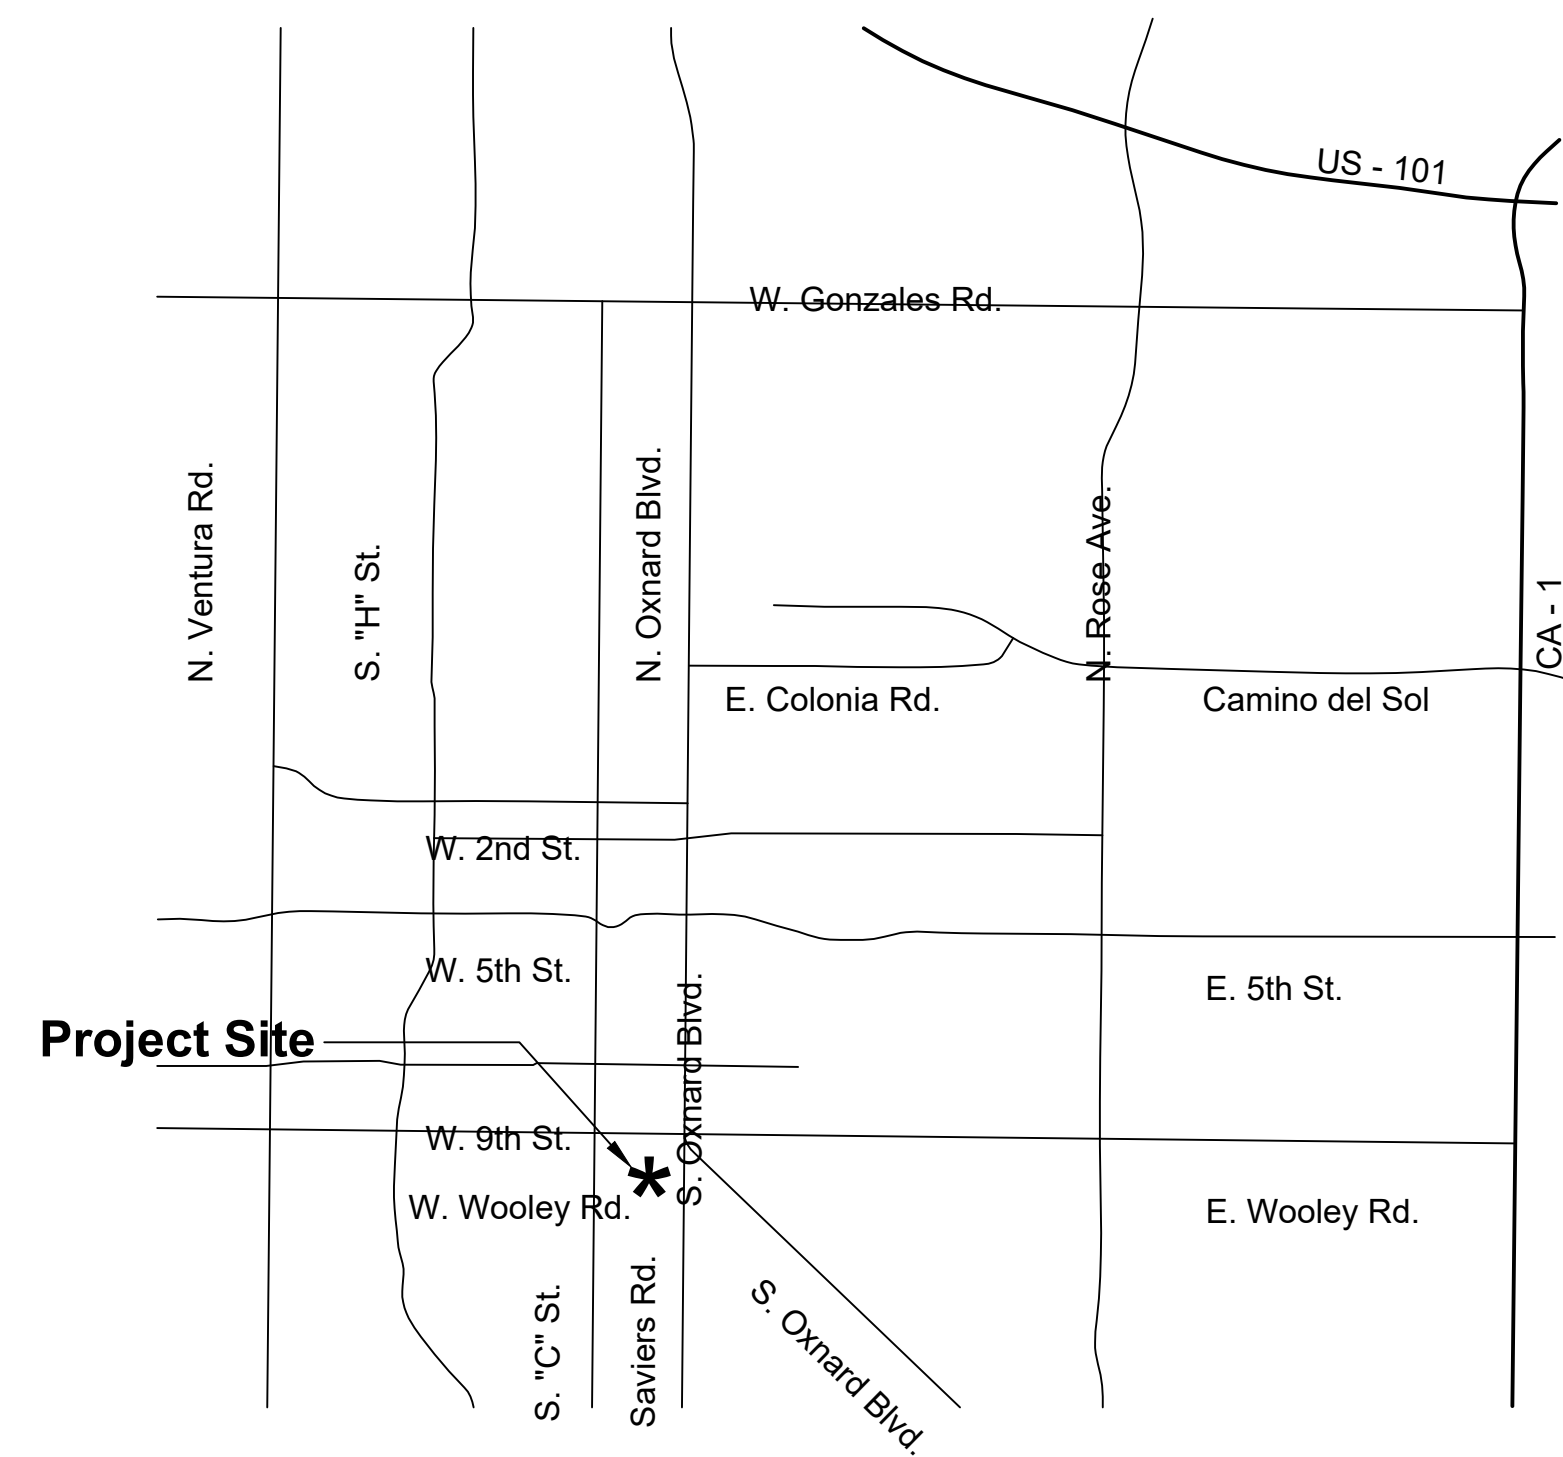 US - 101
W. Gonzales Rd.
N. Ventura Rd.
S. "H" St.
N. Oxnard Blvd.
N. Rose Ave.
CA - 1
E. Colonia Rd.
Camino del Sol
W. 2nd St.
W. 5th St.
E. 5th St.
Project Site
S. Oxnard Blvd.
W. 9th St.
*
W. Wooley Rd.
E. Wooley Rd.
S. "C" St.
Saviers Rd.
S. Oxnard Blvd.